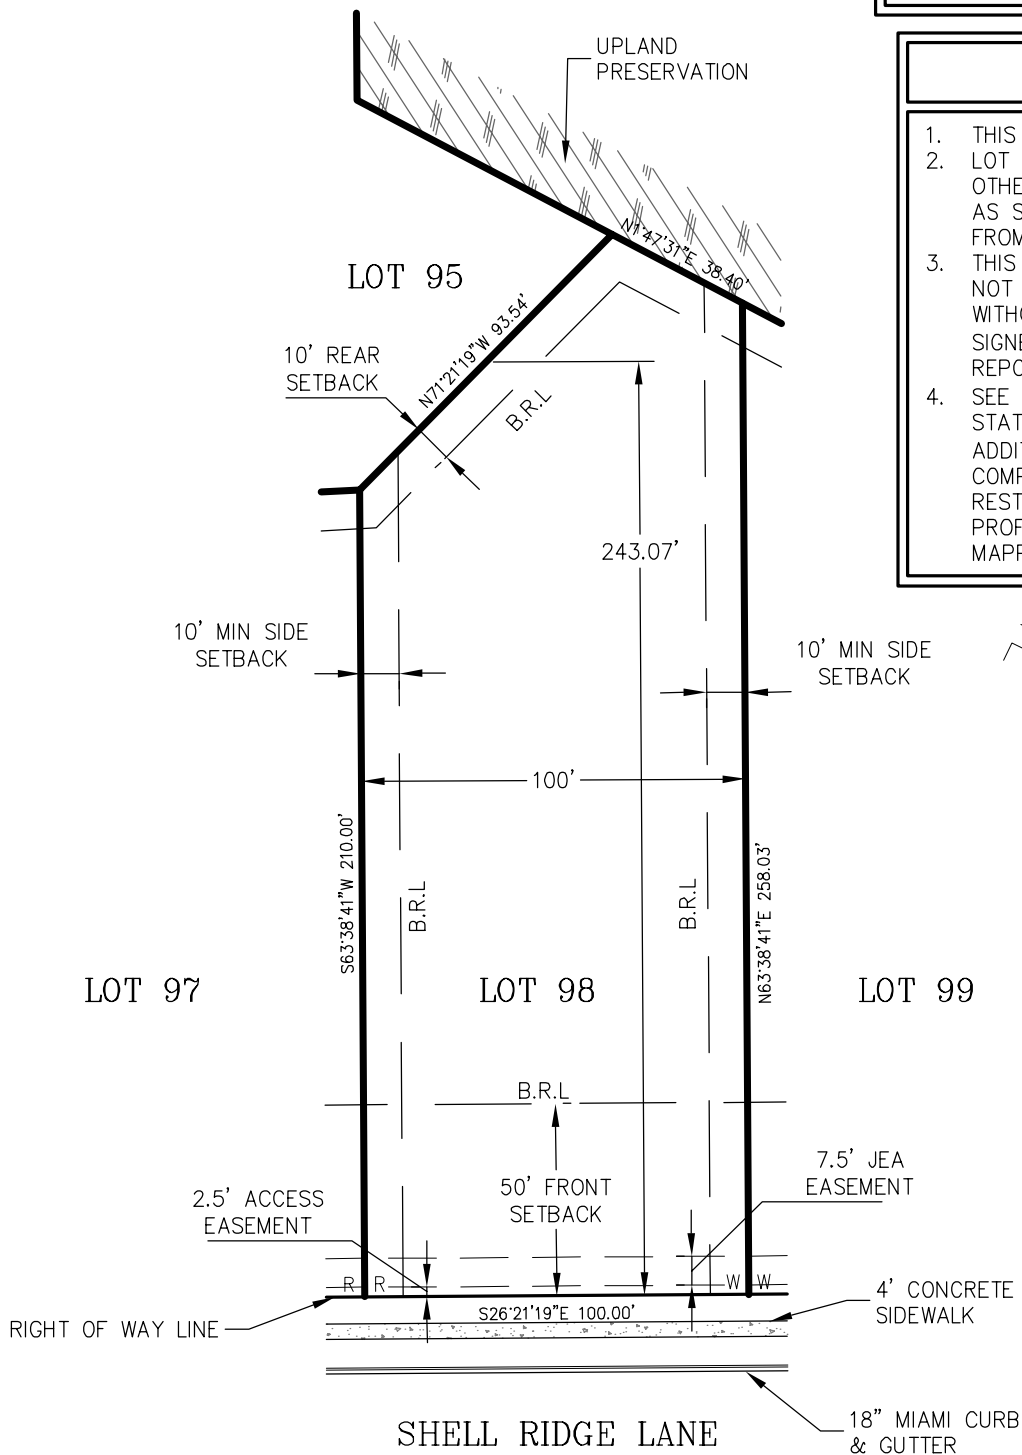 UPLAND
PRESERVATION
1. THIS
2. LOT
OTHE
AS S
FROM
3. THIS
NOT
WITHO
SIGNE
REPO
4. SEE
STAT
ADDI
COMP
REST
PROF
MAPP
N1°47'31"E 38.40'
LOT 95
N71°21'19"W 93.54'
10' REAR
SETBACK
B.R.L
243.07'
10' MIN SIDE
SETBACK
10' MIN SIDE
SETBACK
100'
S63°38'41"W 210.00'
B.R.L
B.R.L
N63°38'41"E 258.03'
LOT 97
LOT 98
LOT 99
B.R.L
2.5' ACCESS
EASEMENT
50' FRONT
SETBACK
7.5' JEA
EASEMENT
R R
W W
S26°21'19"E 100.00'
RIGHT OF WAY LINE
4' CONCRETE
SIDEWALK
SHELL RIDGE LANE
18" MIAMI CURB
& GUTTER